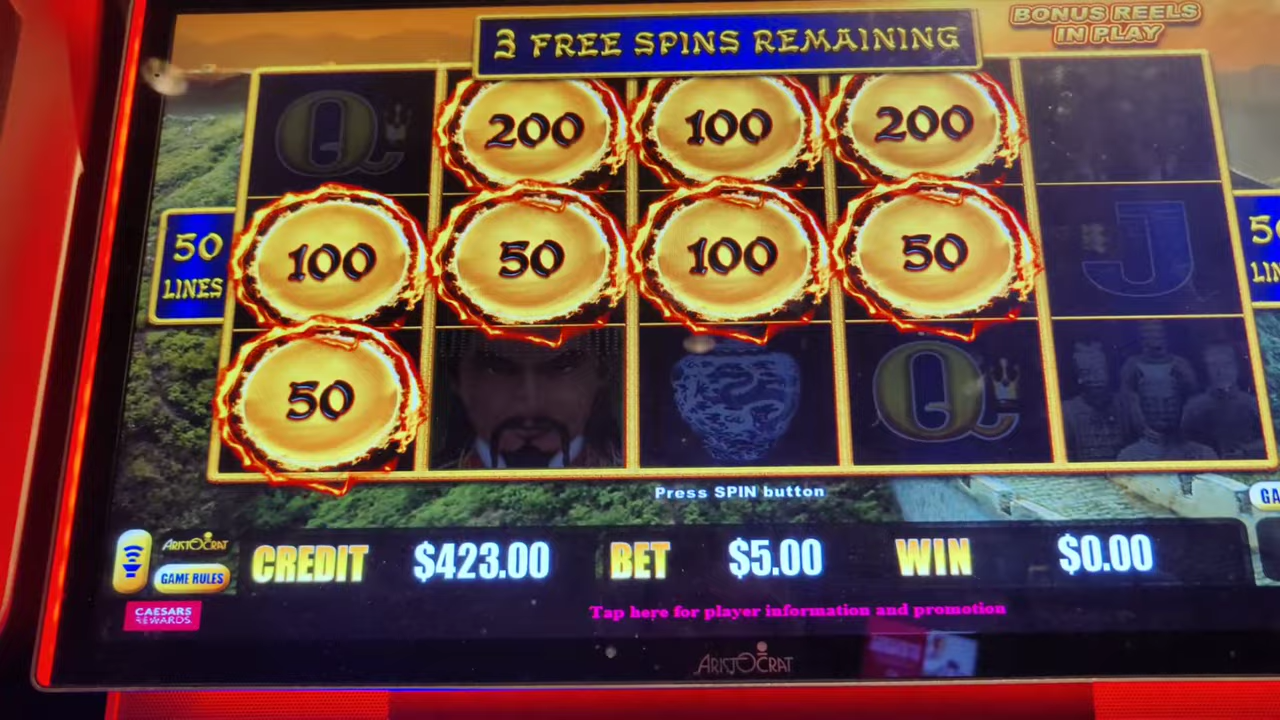 BONUS REELS
IN PLAY
3 FREE SPINS REMAINING
Q
200
100
200
50
LINES
100
50
100
50
J
50
Q
Press SPIN button
ARISTOCRAT
GAME RULES
CREDIT $423.00 BET $5.00 WIN $0.00
CAESARS
REWARDS
Tap here for player information and promotion
ARISTOCRAT